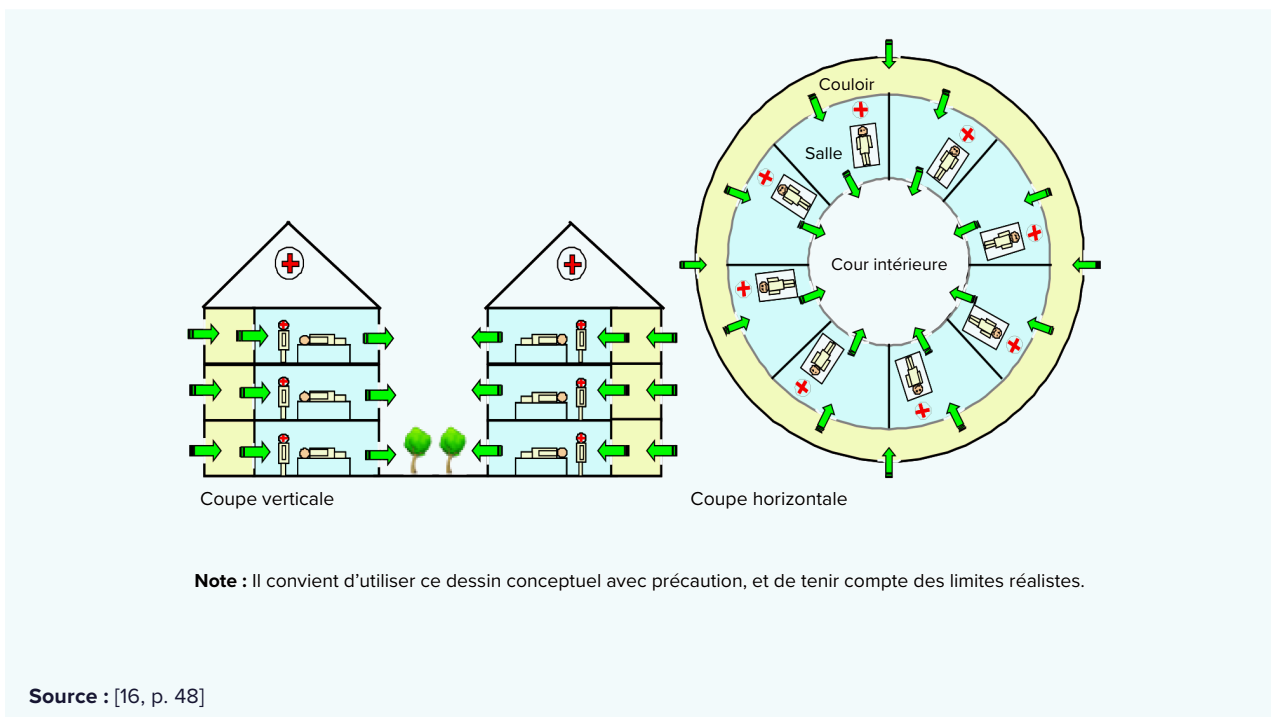 Couloir
Salle
Cour intérieure
Coupe verticale
Coupe horizontale
Note : Il convient d’utiliser ce dessin conceptuel avec précaution, et de tenir compte des limites réalistes.
Source : [16, p. 48]